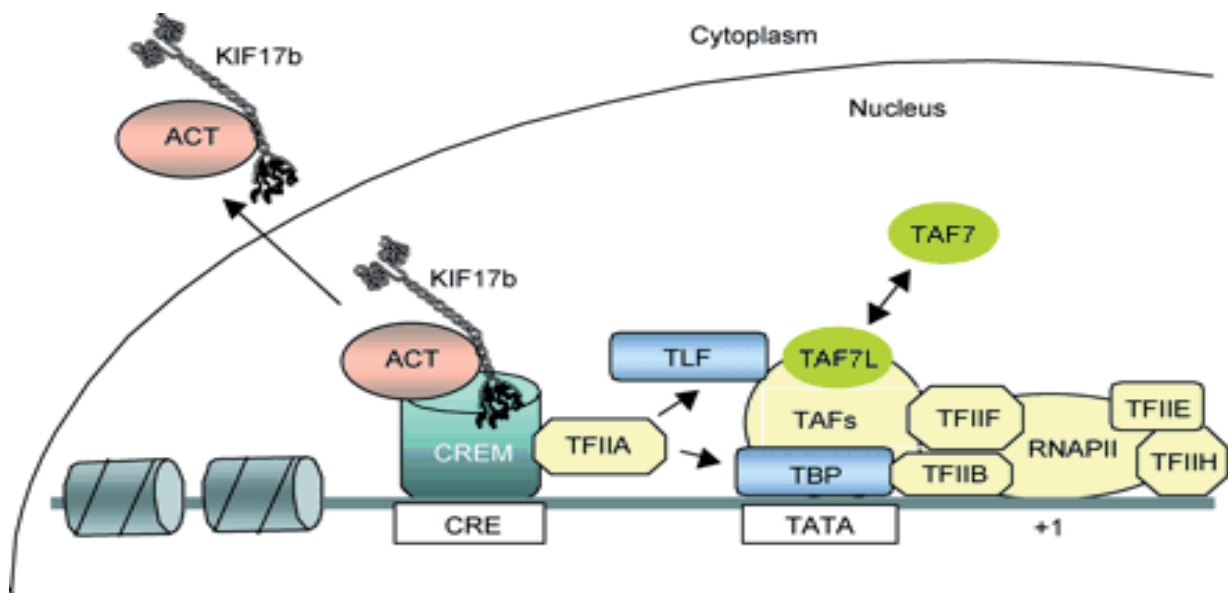 KIF17b
Cytoplasm
Nucleus
ACT
TAF7
KIF17b
ACT
TLF
TAF7L
TAFs
TFIIF
TFIIE
CREM
TFIIA
RNAPII
TFIIH
TBP
TFIIB
CRE
TATA
+1